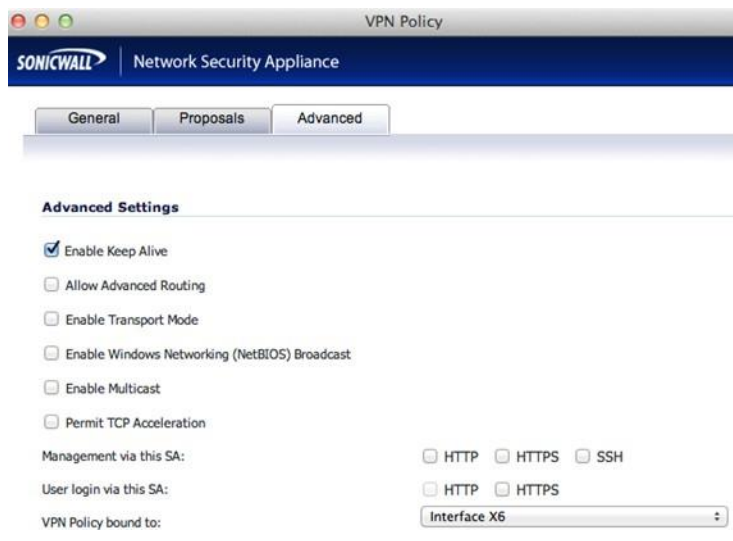 VPN Policy
SONICWALL Network Security Appliance
General Proposals Advanced
Advanced Settings
Enable Keep Alive
Allow Advanced Routing
Enable Transport Mode
Enable Windows Networking (NetBIOS) Broadcast
Enable Multicast
Permit TCP Acceleration
Management via this SA: HTTP HTTPS SSH
User login via this SA: HTTP HTTPS
VPN Policy bound to: Interface X6